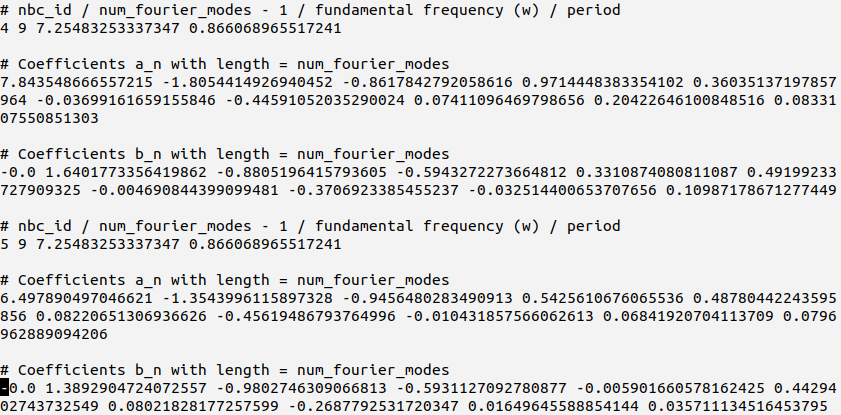 # nbc_id / num_fourier_modes - 1 / fundamental frequency (w) / period
4 9 7.25483253337347 0.866068965517241
# Coefficients a_n with length = num_fourier_modes
7.843548666557215 -1.8054414926940452 -0.8617842792058616 0.9714448383354102 0.36035137197857
964 -0.03699161659155846 -0.44591052035290024 0.07411096469798656 0.20422646100848516 0.0833
07550851303
# Coefficients b_n with length = num_fourier_modes
-0.0 1.6401773356419862 -0.8805196415793605 -0.5943272273664812 0.3310874080811087 0.49199233
727909325 -0.004690844399099481 -0.3706923385455237 -0.032514400653707656 0.10987178671277449
# nbc_id / num_fourier_modes - 1 / fundamental frequency (w) / period
5 9 7.25483253337347 0.866068965517241
# Coefficients a_n with length = num_fourier_modes
6.497890497046621 -1.3543996115897328 -0.9456480283490913 0.5425610676065536 0.48780442243595
856 0.08220651306936626 -0.45619486793764996 -0.010431857566062613 0.06841920704113709 0.0796
962889094206
# Coefficients b_n with length = num_fourier_modes
-0.0 1.3892904724072557 -0.9802746309066813 -0.5931127092780877 -0.005901660578162425 0.44294
02743732549 0.08021828177257599 -0.2687792531720347 0.01649645588854144 0.035711134516453795